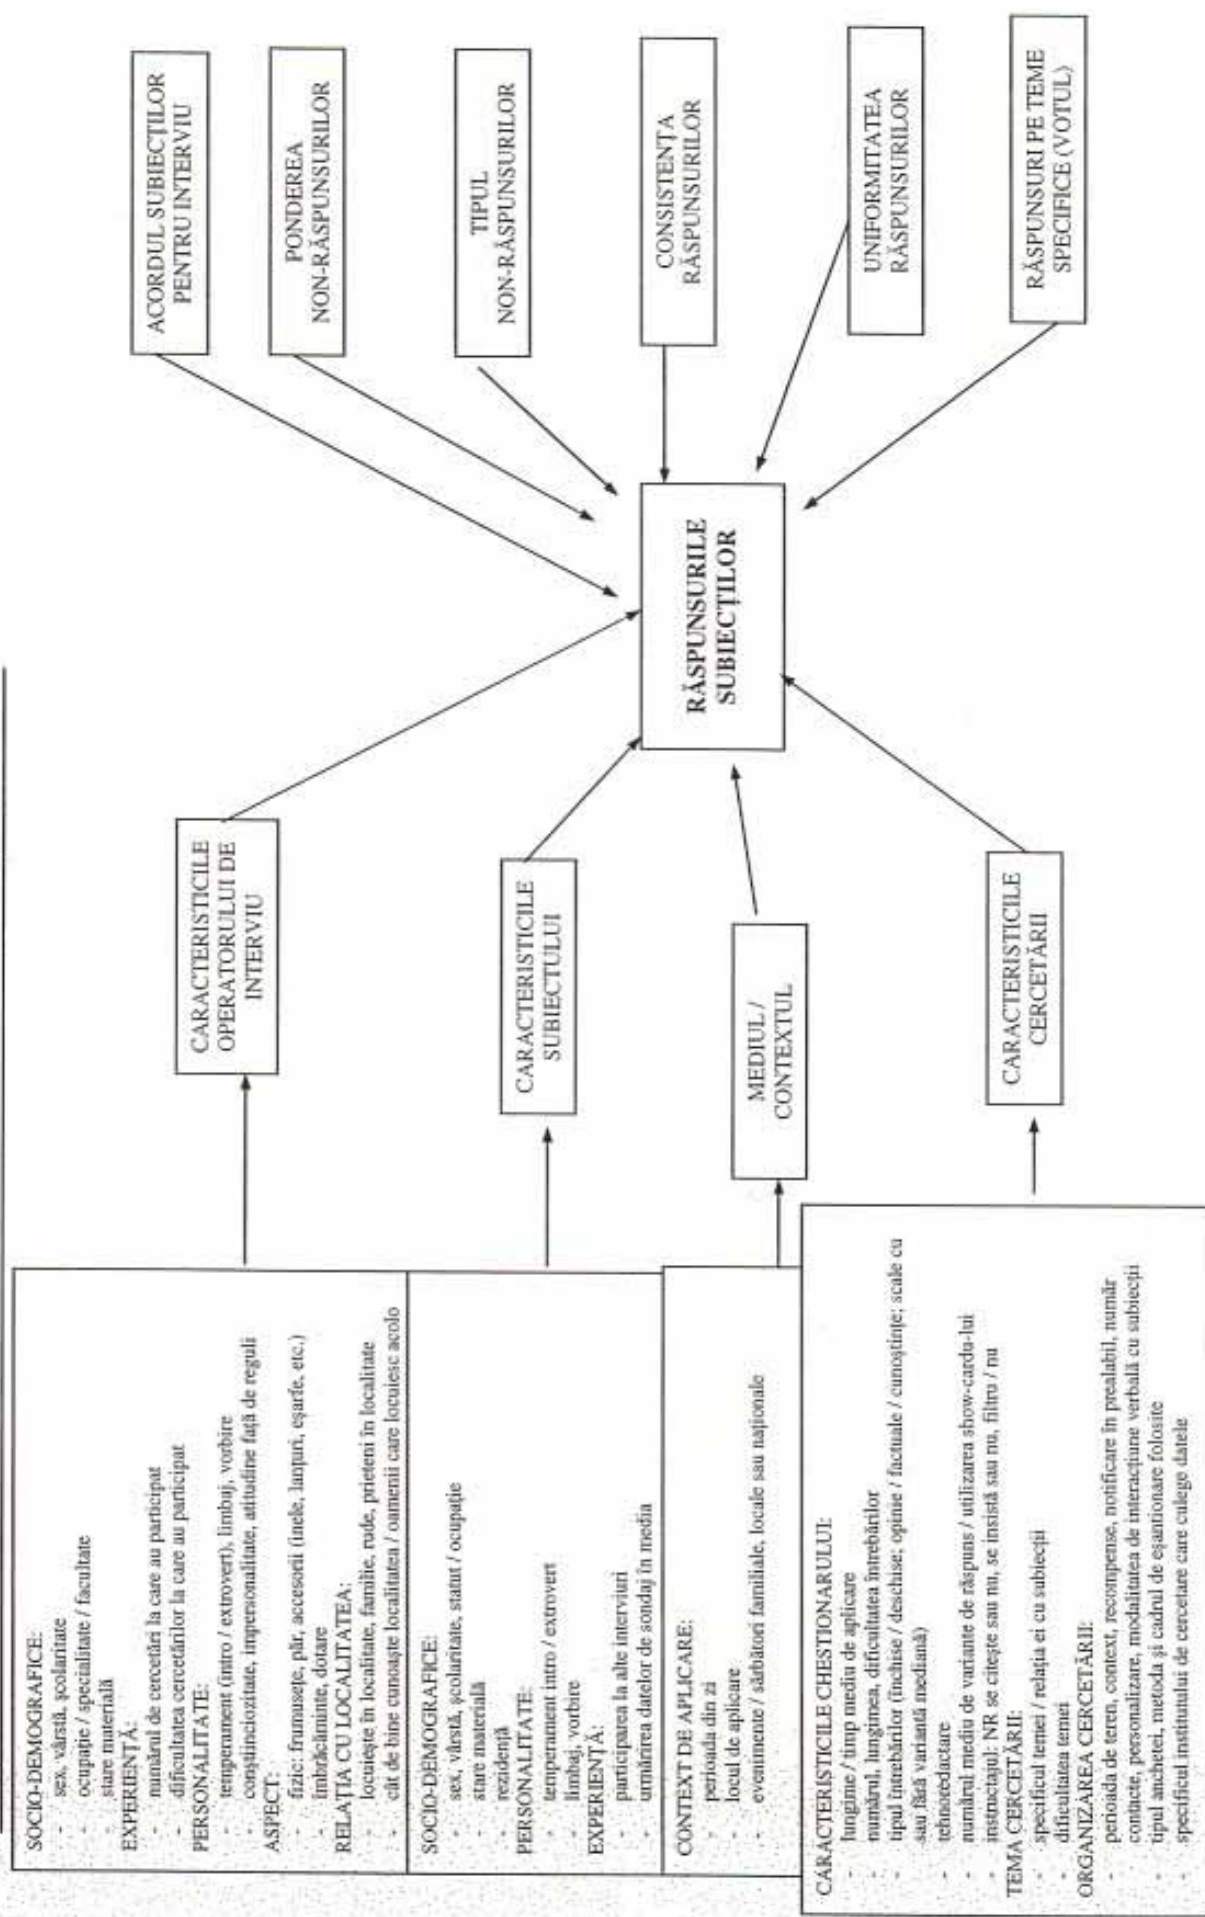 SOCIO-DEMOGRAFICE:
- sex, vârstă, școlaritate
- ocupație / specialitate / facultate
- stare materială
EXPERIENȚĂ:
- numărul de cercetări la care au participat
- dificultatea cercetărilor la care au participat
PERSONALITATE:
- temperament (intro / extrovert), limbaj, vorbire
- conștinciozitate, impersonalitate, atitudine față de reguli
ASPECT:
- fizic: frumusețe, păr, accesorii (inele, lanțuri, eșarfe, etc.)
- îmbrăcăminte, dotare
RELAȚIA CU LOCALITATEA:
- locuiește în localitate, familie, rude, prieteni în localitate
- cât de bine cunoaște localitatea / oamenii care locuiesc acolo
SOCIO-DEMOGRAFICE:
- sex, vârstă, școlaritate, statut / ocupație
- stare materială
- rezidență
PERSONALITATE:
- temperament intro / extrovert
- limbaj, vorbire
EXPERIENȚĂ:
- participarea la alte interviuri
- urmărirea datelor de sondaj în media
CONTEXT DE APLICARE:
- perioada din zi
- locul de aplicare
- evenimente / sărbători familiale, locale sau naționale
CARACTERISTICILE CHESTIONARULUI:
- lungime / timp mediu de aplicare
- numărul, lungimea, dificultatea întrebărilor
- tipul întrebărilor (închise / deschise; opinie / factuale / cunoștințe; scale cu
sau fără variantă mediană)
- tehnoredactare
- numărul mediu de variante de răspuns / utilizarea show-cardu-lui
- instructajul: NR se citește sau nu, se insistă sau nu, filtru / nu
TEMA CERCETĂRII:
- specificul temei / relația ei cu subiecții
- dificultatea temei
ORGANIZAREA CERCETĂRII:
- perioada de teren, context, recompense, notificare în prealabil, număr
contacte, personalizare, modalitatea de interacțiune verbală cu subiecții
- tipul anchetei, metoda și cadrul de eșantionare folosite
- specificul institutului de cercetare care culege datele
CARACTERISTICILE
OPERATORULUI DE
INTERVIU
CARACTERISTICILE
SUBIECTULUI
MEDIUL /
CONTEXTUL
CARACTERISTICILE
CERCETĂRII
RĂSPUNSURILE
SUBIECȚILOR
ACORDUL SUBIECȚILOR
PENTRU INTERVIU
PONDEREA
NON-RĂSPUNSURILOR
TIPUL
NON-RĂSPUNSURILOR
CONSISTENȚA
RĂSPUNSURILOR
UNIFORMITATEA
RĂSPUNSURILOR
RĂSPUNSURI PE TEME
SPECIFICE (VOTUL)